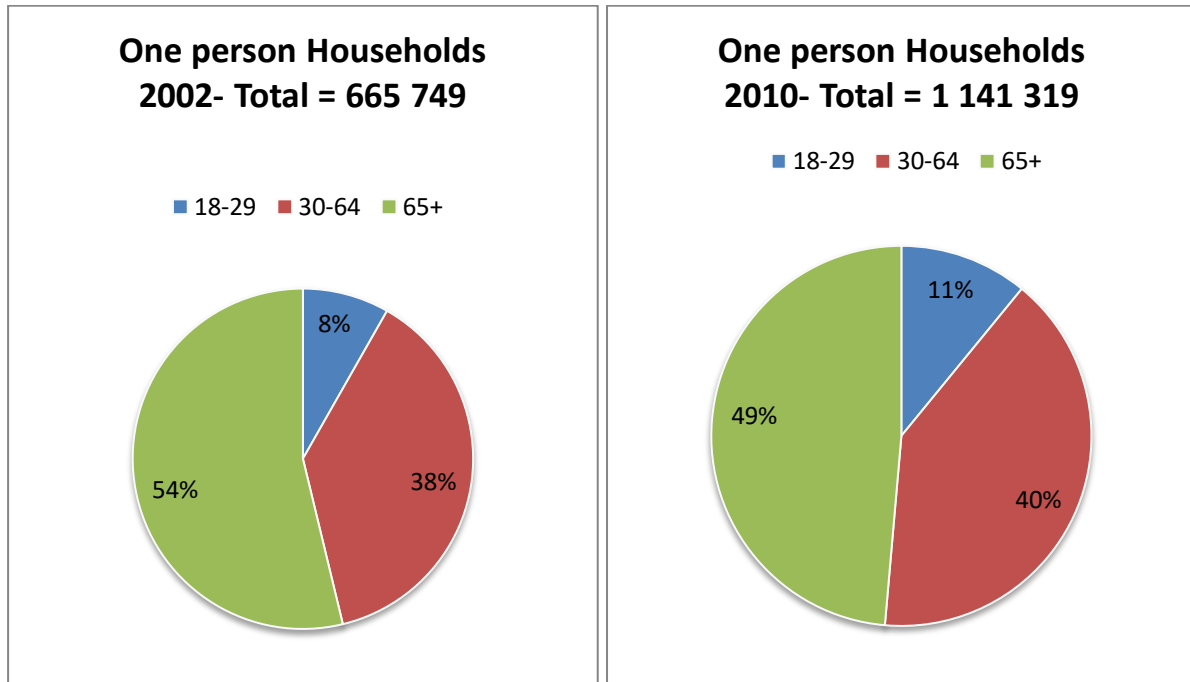 One person Households
2002- Total = 665 749
18-29 30-64 65+
8%
38%
54%
One person Households
2010- Total = 1 141 319
18-29 30-64 65+
11%
40%
49%